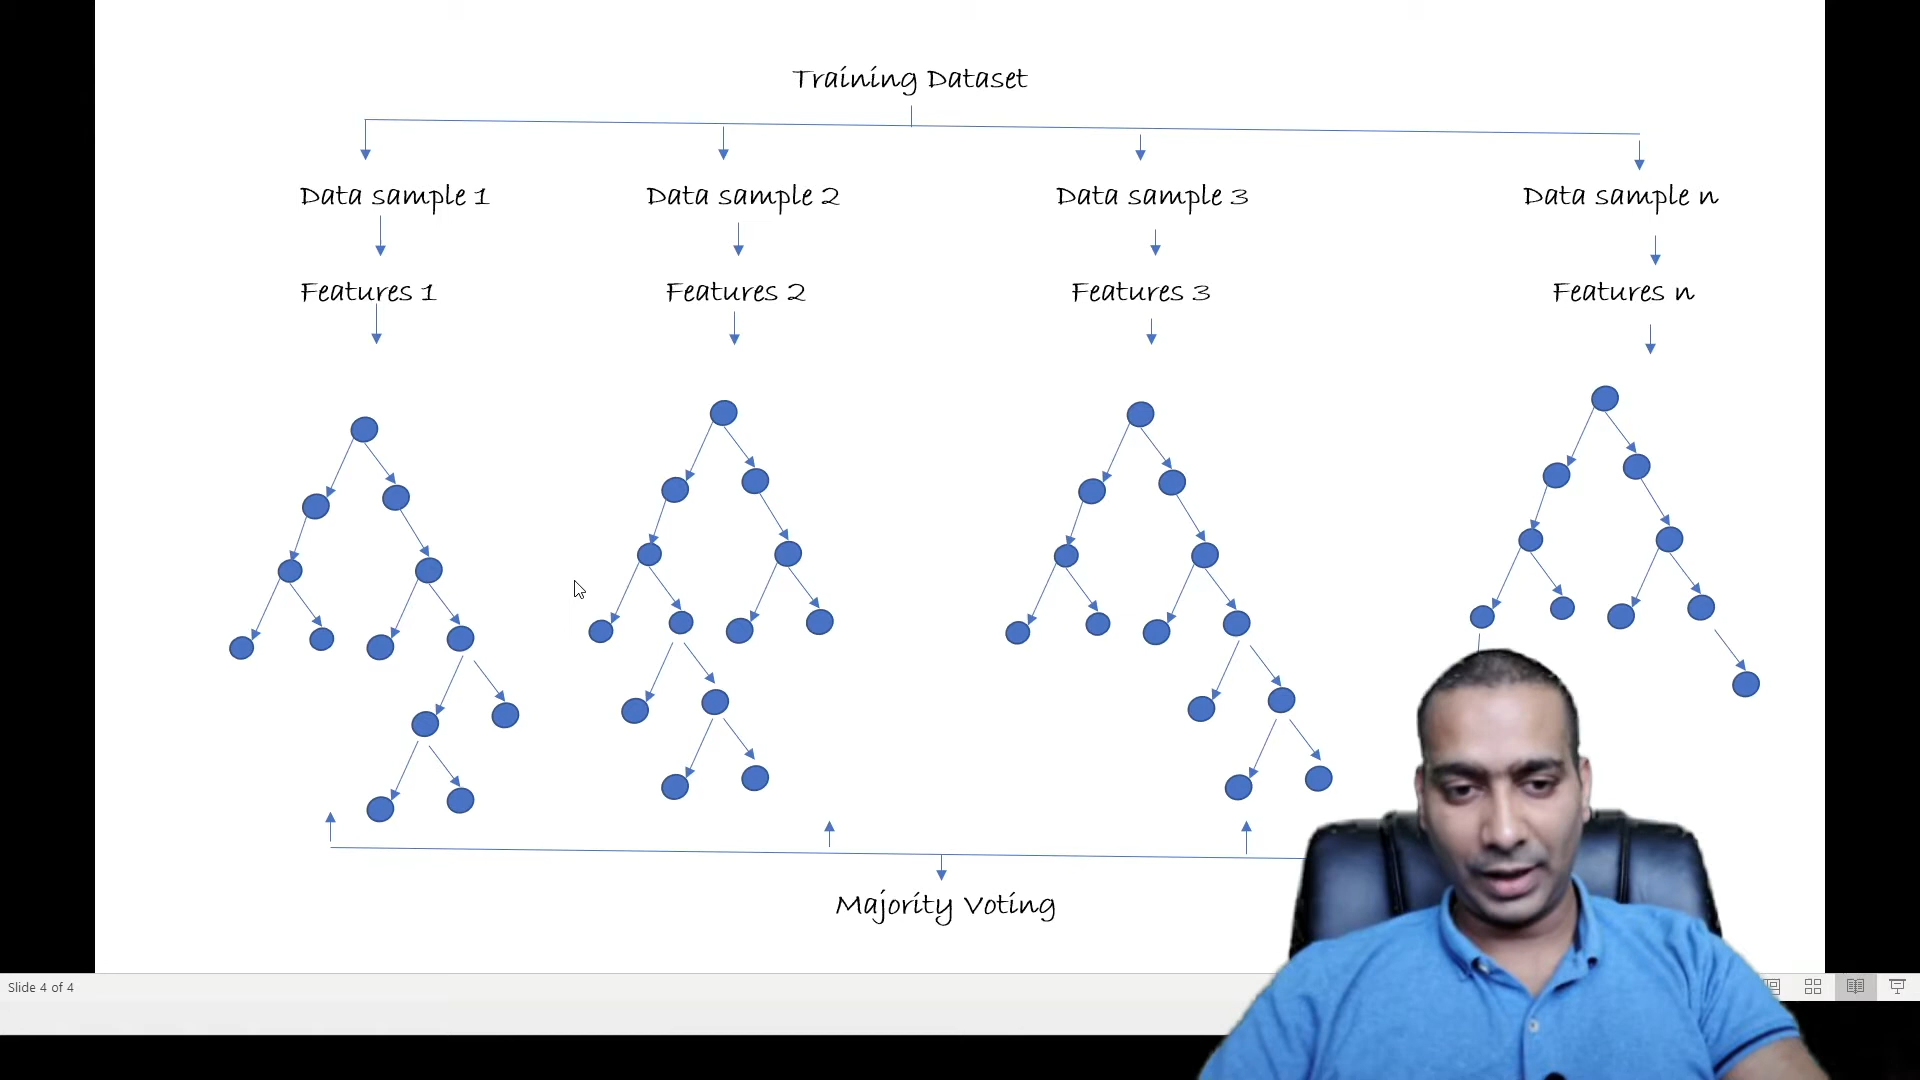 Training Dataset
Data sample 1
Data sample 2
Data sample 3
Data sample n
Features 1
Features 2
Features 3
Features n
Majority Voting
Slide 4 of 4